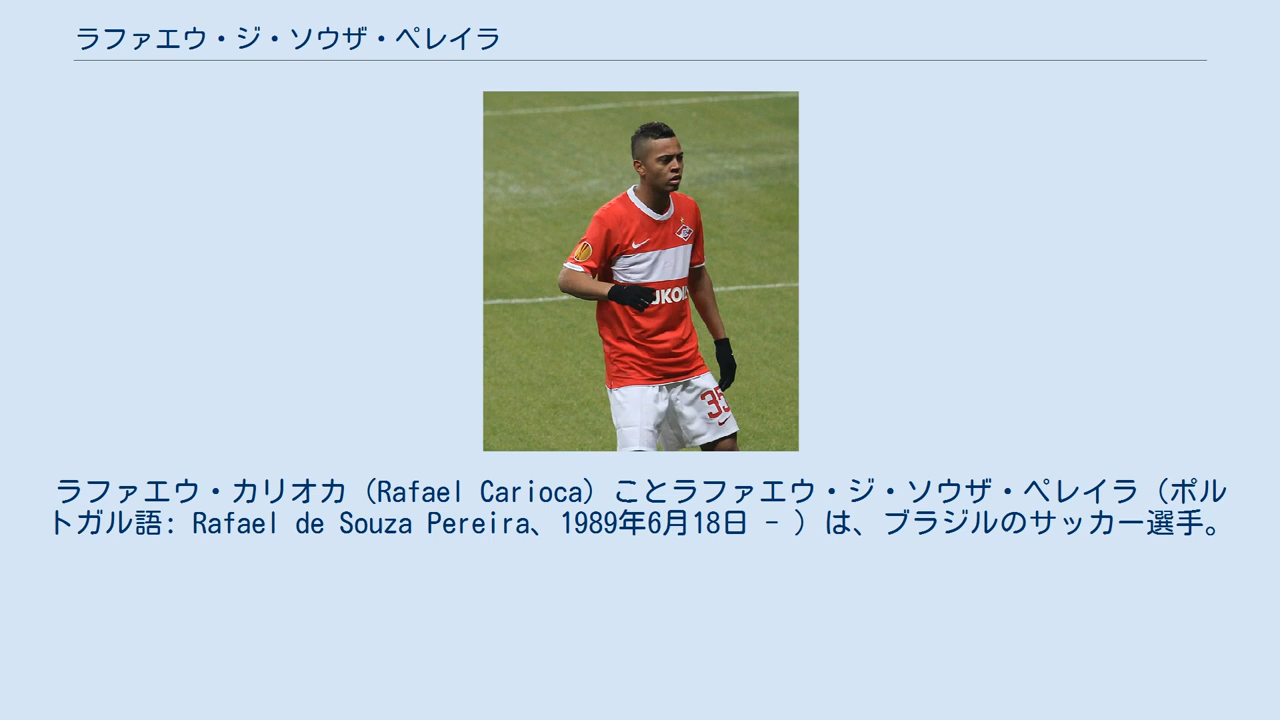 ラファエウ・ジ・ソウザ・ペレイラ
UKOIL
35
ラファエウ・カリオカ（Rafael Carioca）ことラファエウ・ジ・ソウザ・ペレイラ（ポル
トガル語: Rafael de Souza Pereira、1989年6月18日 - ）は、ブラジルのサッカー選手。